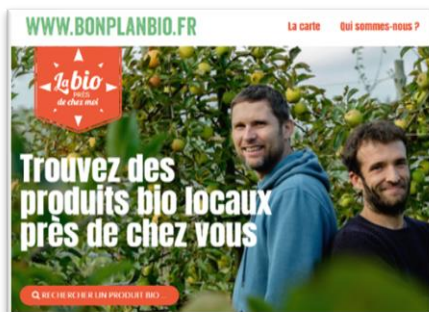 WWW.BONPLANBIO.FR
La carte Qui sommes-nous ?
La bio
PRÈS
de chez moi
Trouvez des
produits bio locaux
près de chez vous
RECHERCHER UN PRODUIT BIO ...